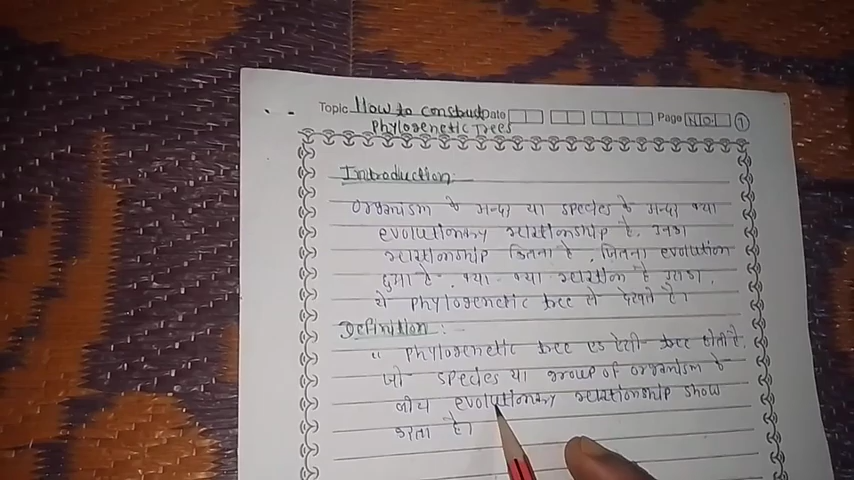 Topic How to construct Date Page No. 1
Phylogenetic Trees
Introduction:
organism के मध्य या species के मध्य क्या
evolutionary relationship है, उनका
relationship कितना है, जितना evolution
हुआ है, क्या क्या relation है उसका,
ये phylogenetic tree से देखते है।
Definition :-
" Phylogenetic tree एक ऐसी tree होती है,
जो species या group of organism के
बीच evolutionary relationship show
करता है।